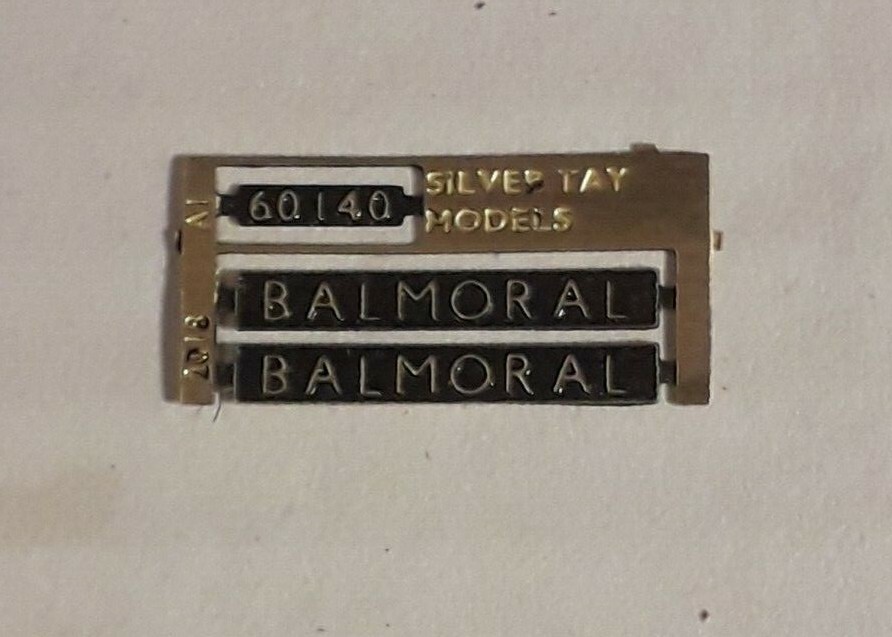 SILVER TAY
MODELS
60140
BALMORAL
BALMORAL
A1
2018